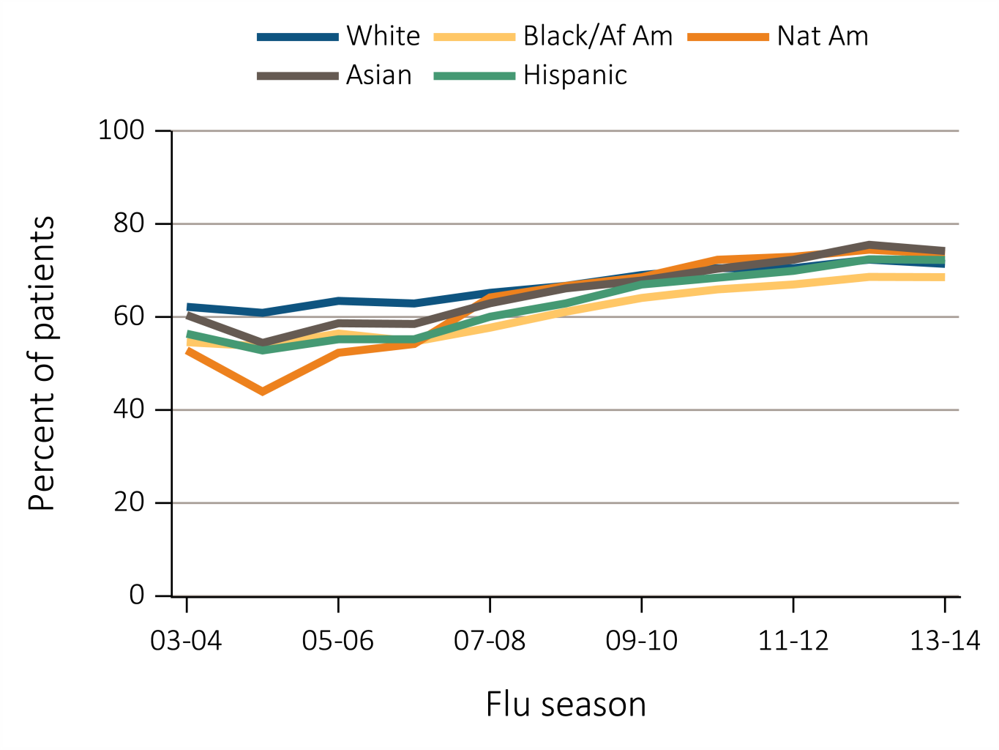 White Black/Af Am Nat Am
Asian Hispanic
100
80
60
40
20
0
Percent of patients
03-04 05-06 07-08 09-10 11-12 13-14
Flu season